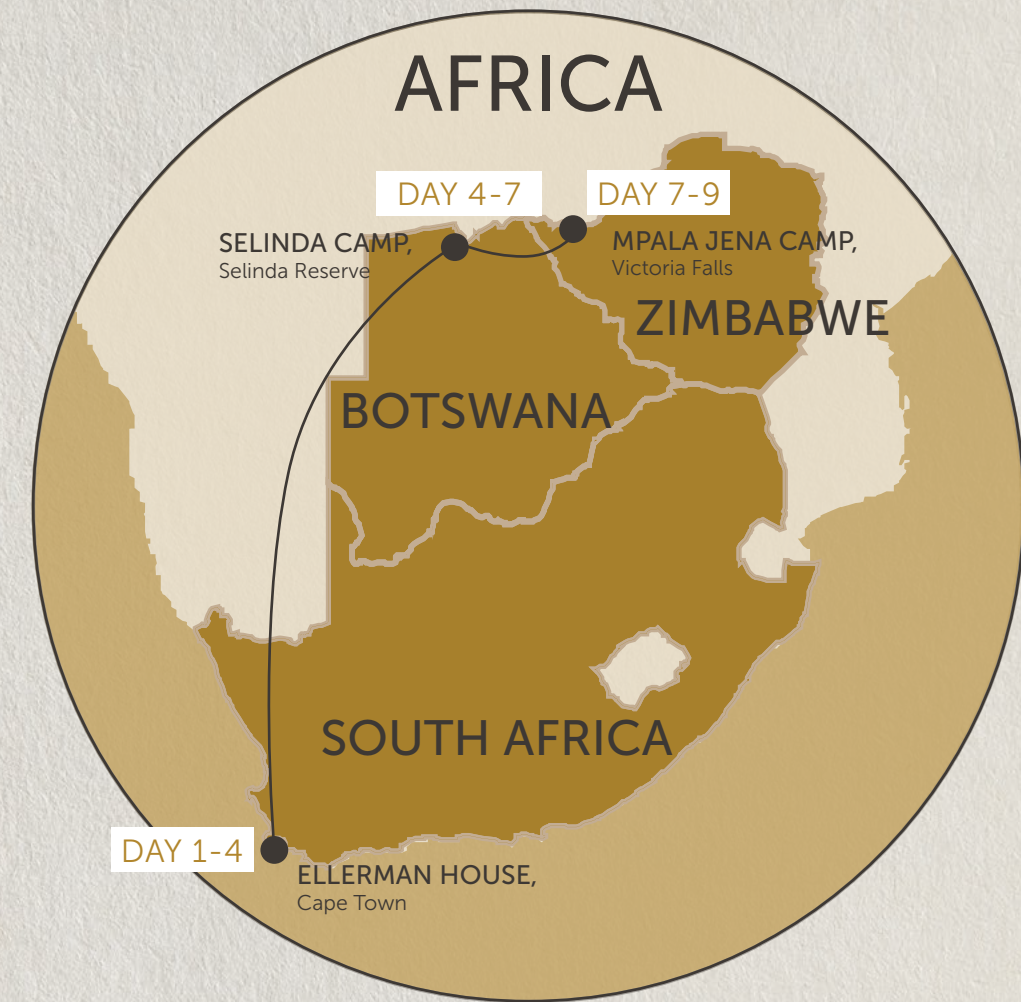 AFRICA
DAY 4-7
DAY 7-9
SELINDA CAMP,
Selinda Reserve
MPALA JENA CAMP,
Victoria Falls
ZIMBABWE
BOTSWANA
SOUTH AFRICA
DAY 1-4
ELLERMAN HOUSE,
Cape Town